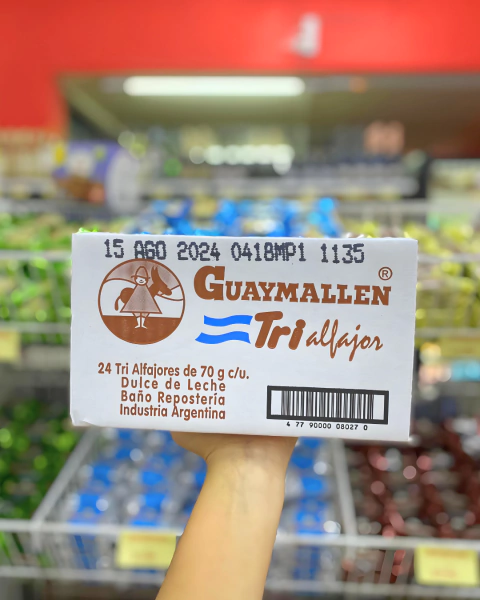 15 AGO 2024 0418MP1 1135
GUAYMALLEN ®
Tri alfajor
24 Tri Alfajores de 70 g c/u.
Dulce de Leche
Baño Repostería
Industria Argentina
4 77 90000 08027 0